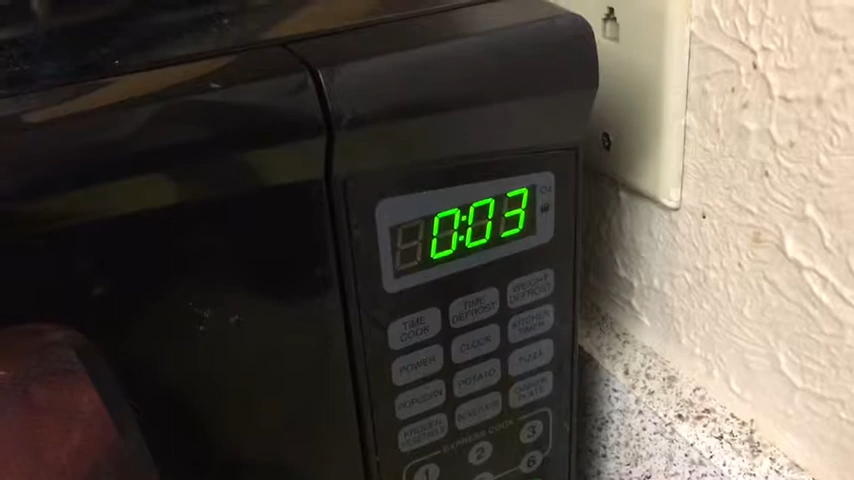 0:03
TIME COOK
TIME DEFROST
WEIGHT DEFROST
POWER
CLOCK
KITCHEN TIMER
POPCORN
POTATO
PIZZA
FROZEN VEGETABLE
BEVERAGE
DINNER PLATE
EXPRESS COOK
1 2 3
6